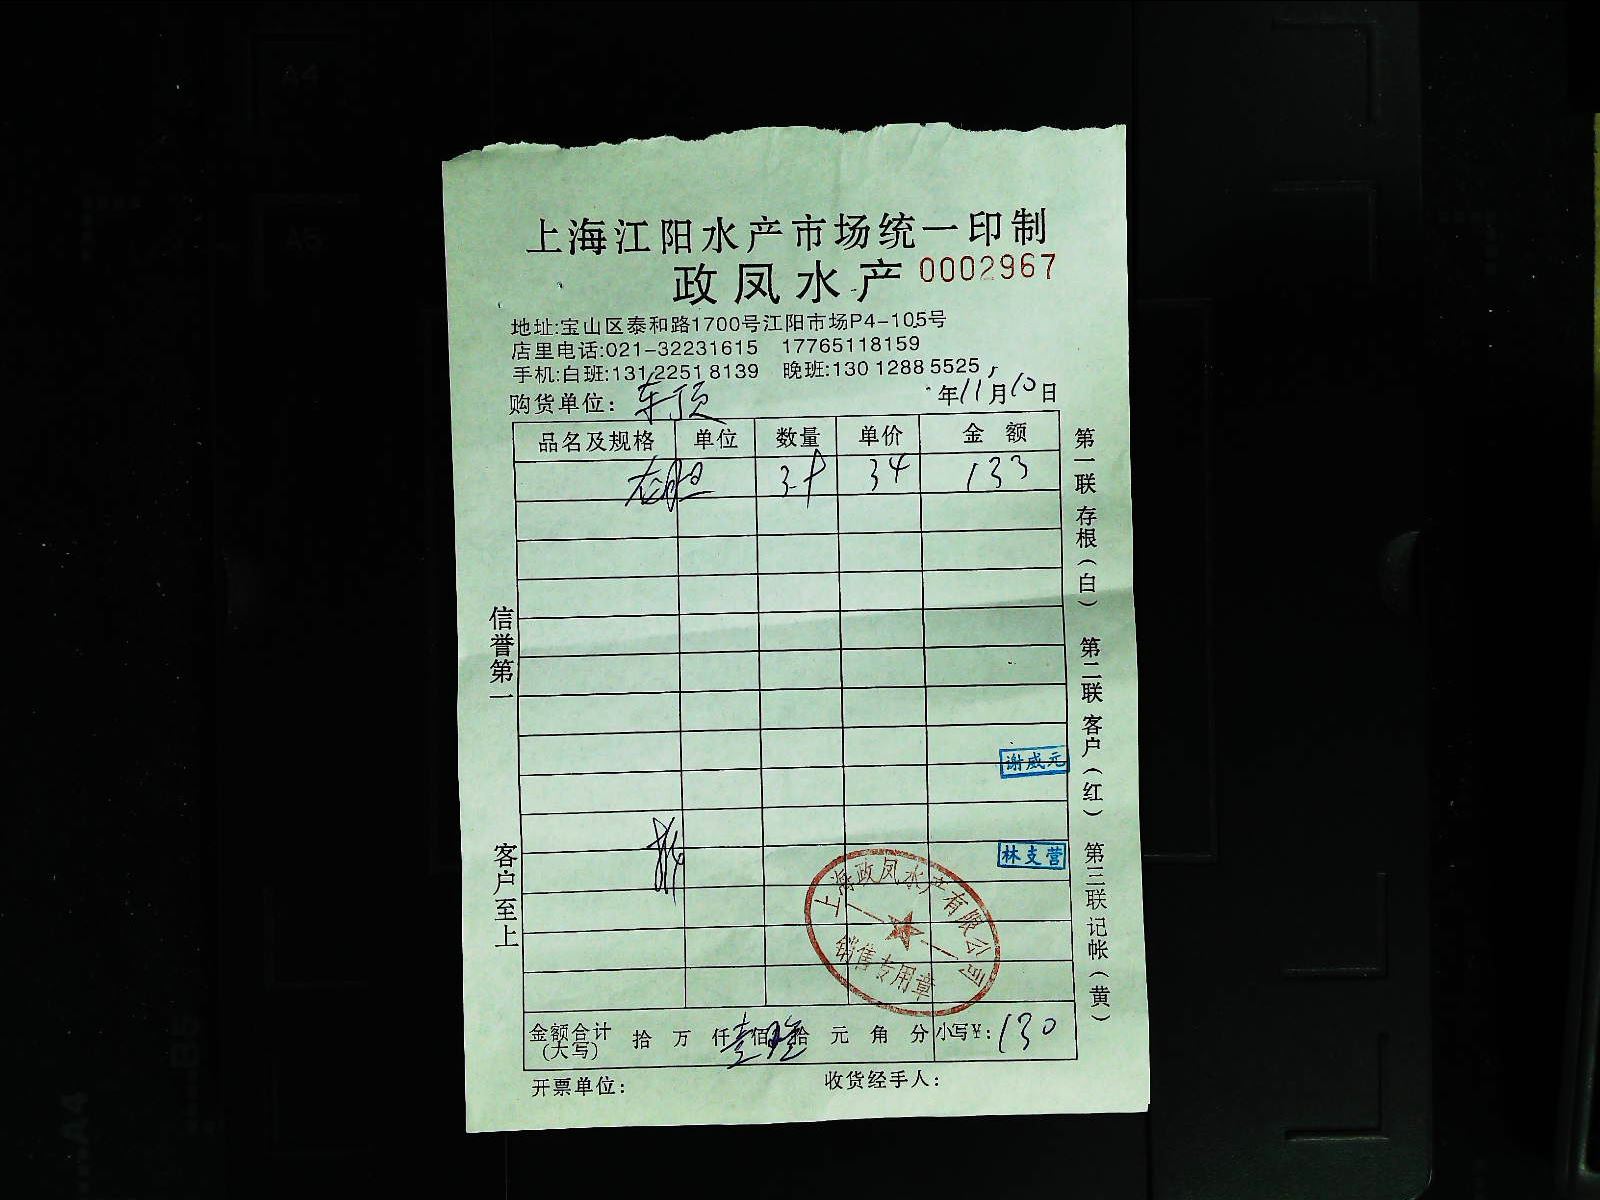 上海江阳水产市场统一印制
政凤水产 0002967
地址:宝山区泰和路1700号江阳市场P4-105号
店里电话:021-32231615 17765118159
手机:白班:131 2251 8139 晚班:130 1288 5525
购货单位: 年11月10日
品名及规格 单位 数量 单价 金额
34 133
谢威元
林支营
上海政凤水产有限公司
销售专用章
金额合计(大写) 拾 万 仟 壹佰 拾 元 角 分 小写¥: 130
开票单位: 收货经手人:
信誉第一 客户至上
第一联 存根(白) 第二联 客户(红) 第三联 记帐(黄)
A4
A5
B5
A4